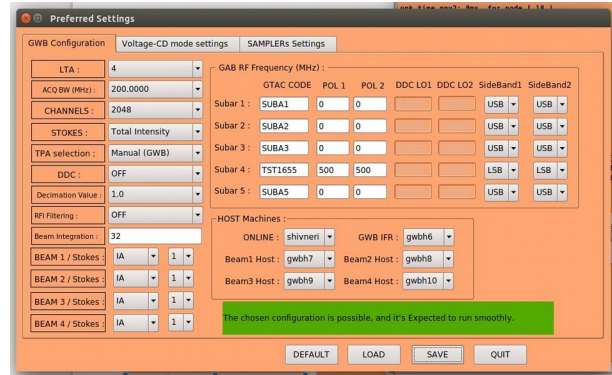 upk time gpu2: 0ms, for node [ 18 ]
Preferred Settings
GWB Configuration Voltage-CD mode settings SAMPLERs Settings
LTA : 4
ACQ BW (MHz) : 200.0000
CHANNELS : 2048
STOKES : Total Intensity
TPA selection : Manual (GWB)
DDC : OFF
Decimation Value : 1.0
RFI Filtering : OFF
Beam Integration : 32
BEAM 1 / Stokes : IA 1
BEAM 2 / Stokes : IA 1
BEAM 3 / Stokes : IA 1
BEAM 4 / Stokes : IA 1
GAB RF Frequency (MHz) :
GTAC CODE POL 1 POL 2 DDC LO1 DDC LO2 SideBand1 SideBand2
Subar 1 : SUBA1 0 0 USB USB
Subar 2 : SUBA2 0 0 USB USB
Subar 3 : SUBA3 0 0 USB USB
Subar 4 : TST1655 500 500 LSB LSB
Subar 5 : SUBA5 0 0 USB USB
HOST Machines :
ONLINE : shivneri GWB IFR : gwbh6
Beam1 Host : gwbh7 Beam2 Host : gwbh8
Beam3 Host : gwbh9 Beam4 Host : gwbh10
The chosen configuration is possible, and it's Expected to run smoothly.
DEFAULT LOAD SAVE QUIT